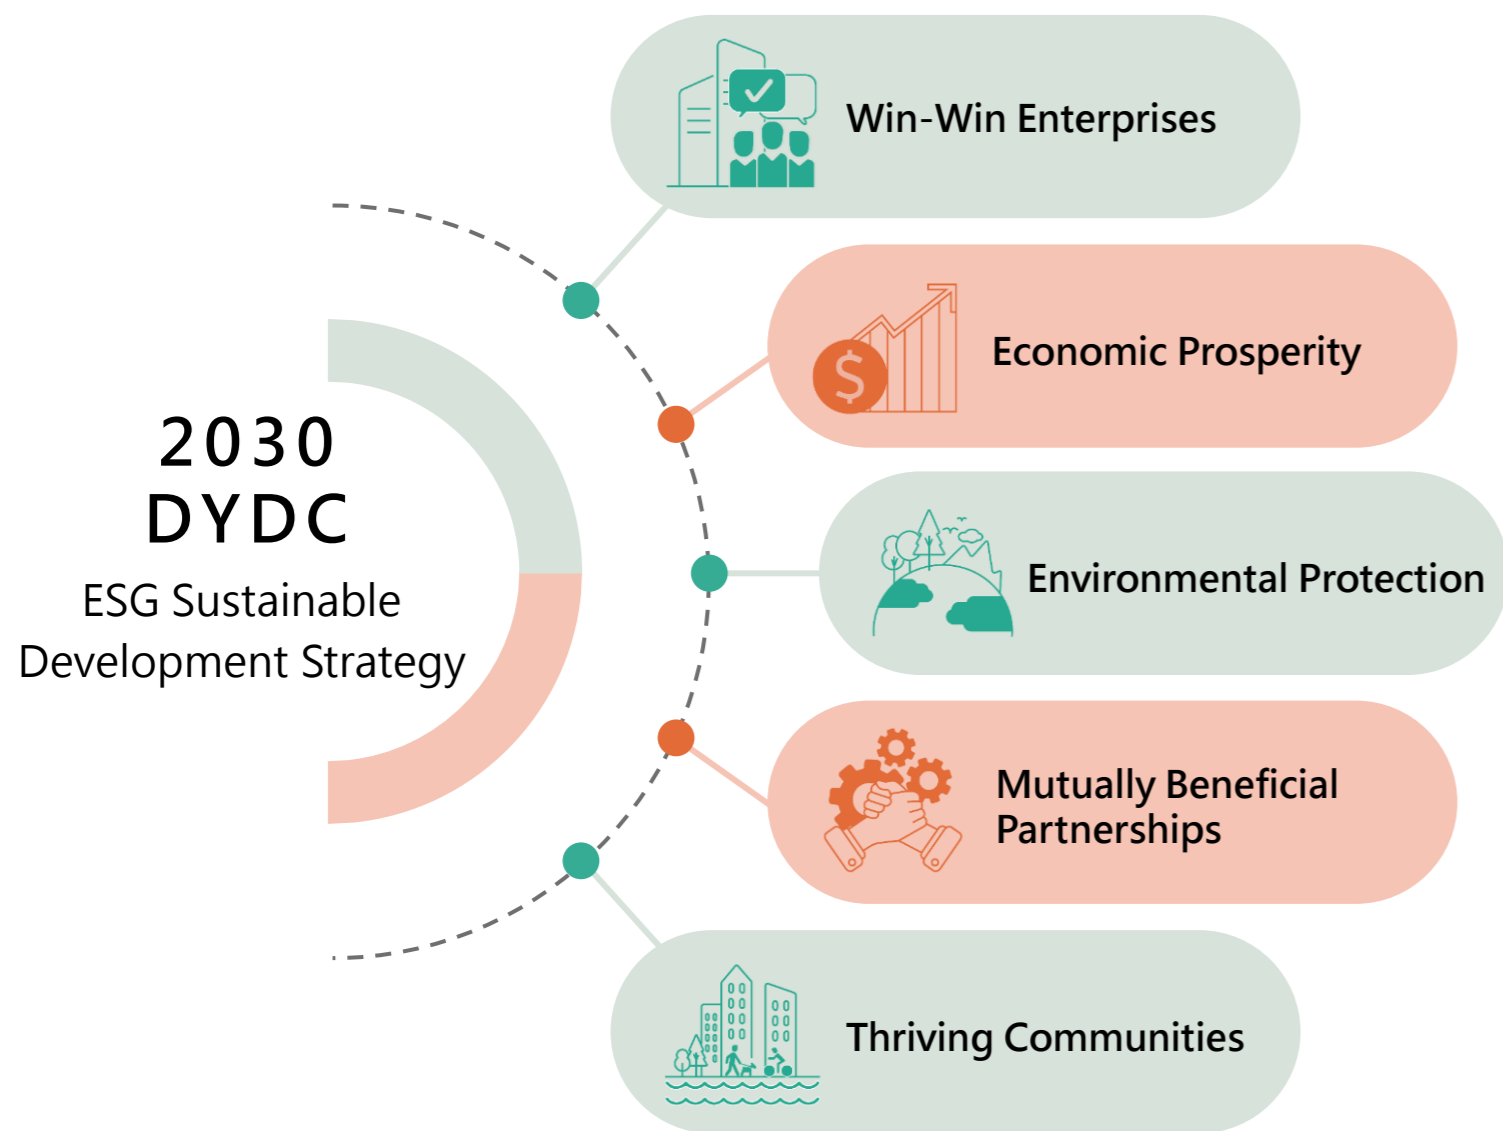 2030
DYDC
ESG Sustainable
Development Strategy
Win-Win Enterprises
Economic Prosperity
Environmental Protection
Mutually Beneficial
Partnerships
Thriving Communities